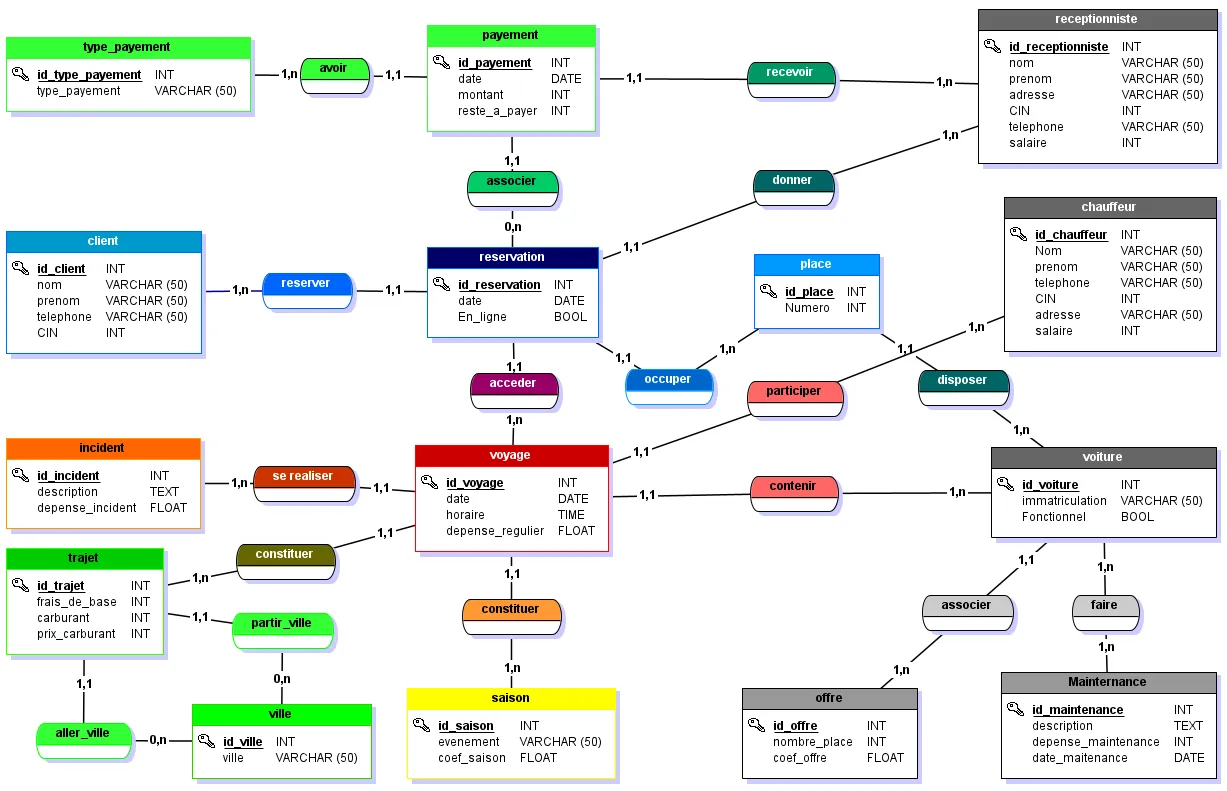 type_payement
id_type_payement INT
type_payement VARCHAR (50)
1,n
avoir
1,1
payement
id_payement INT
date DATE
montant INT
reste_a_payer INT
1,1
recevoir
1,n
receptionniste
id_receptionniste INT
nom VARCHAR (50)
prenom VARCHAR (50)
adresse VARCHAR (50)
CIN INT
telephone VARCHAR (50)
salaire INT
1,1
associer
0,n
1,n
donner
1,1
client
id_client INT
nom VARCHAR (50)
prenom VARCHAR (50)
telephone VARCHAR (50)
CIN INT
1,n
reserver
1,1
reservation
id_reservation INT
date DATE
En_ligne BOOL
place
id_place INT
Numero INT
chauffeur
id_chauffeur INT
Nom VARCHAR (50)
prenom VARCHAR (50)
telephone VARCHAR (50)
CIN INT
adresse VARCHAR (50)
salaire INT
1,1
acceder
1,n
1,1
occuper
1,n
1,n
participer
1,1
1,1
disposer
1,n
incident
id_incident INT
description TEXT
depense_incident FLOAT
1,n
se realiser
1,1
voyage
id_voyage INT
date DATE
horaire TIME
depense_regulier FLOAT
1,1
contenir
1,n
voiture
id_voiture INT
immatriculation VARCHAR (50)
Fonctionnel BOOL
trajet
id_trajet INT
frais_de_base INT
carburant INT
prix_carburant INT
1,n
constituer
1,1
1,1
partir_ville
0,n
1,1
constituer
1,n
1,1
associer
1,n
1,n
faire
1,n
1,1
aller_ville
0,n
ville
id_ville INT
ville VARCHAR (50)
saison
id_saison INT
evenement VARCHAR (50)
coef_saison FLOAT
offre
id_offre INT
nombre_place INT
coef_offre FLOAT
Mainternance
id_maintenance INT
description TEXT
depense_maintenance INT
date_maitenance DATE